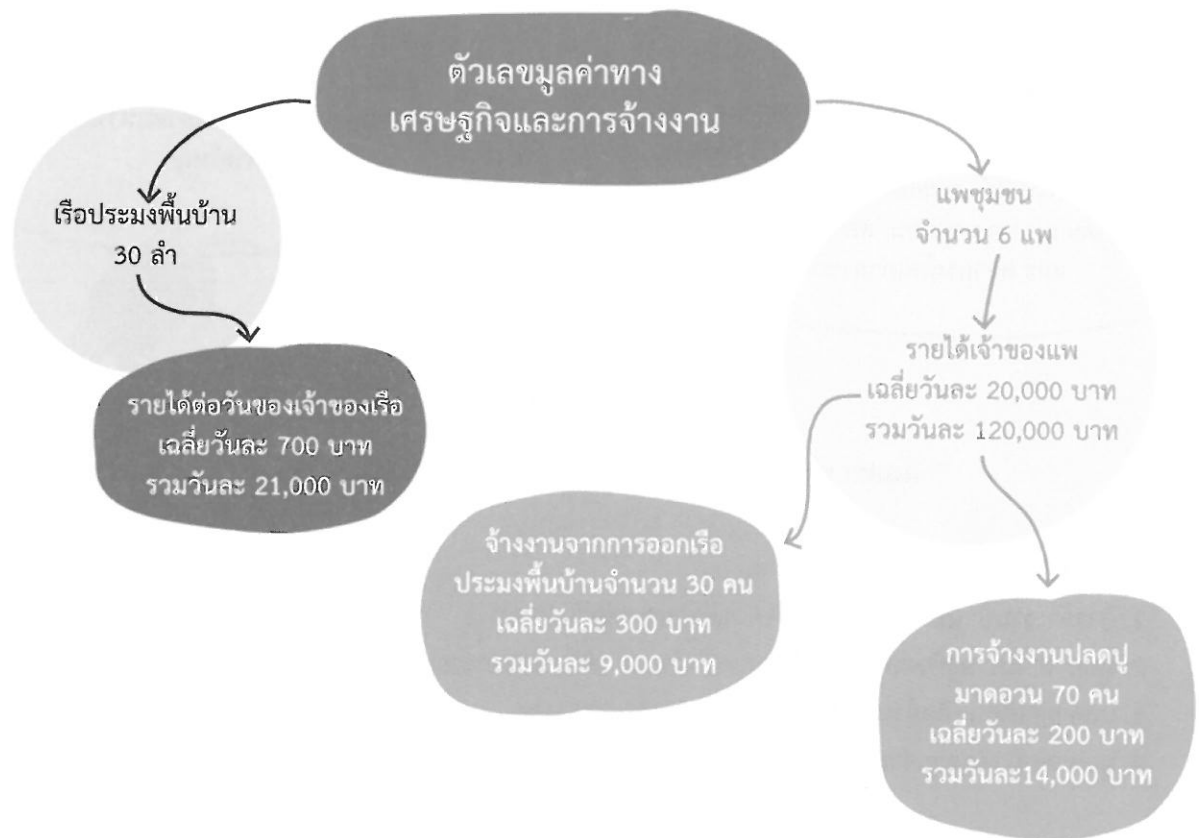 ตัวเลขมูลค่าทาง
เศรษฐกิจและการจ้างงาน
เรือประมงพื้นบ้าน
30 ลำ
รายได้ต่อวันของเจ้าของเรือ
เฉลี่ยวันละ 700 บาท
รวมวันละ 21,000 บาท
แพชุมชน
จำนวน 6 แพ
รายได้เจ้าของแพ
เฉลี่ยวันละ 20,000 บาท
รวมวันละ 120,000 บาท
จ้างงานจากการออกเรือ
ประมงพื้นบ้านจำนวน 30 คน
เฉลี่ยวันละ 300 บาท
รวมวันละ 9,000 บาท
การจ้างงานปลดปู
มาดอวน 70 คน
เฉลี่ยวันละ 200 บาท
รวมวันละ14,000 บาท